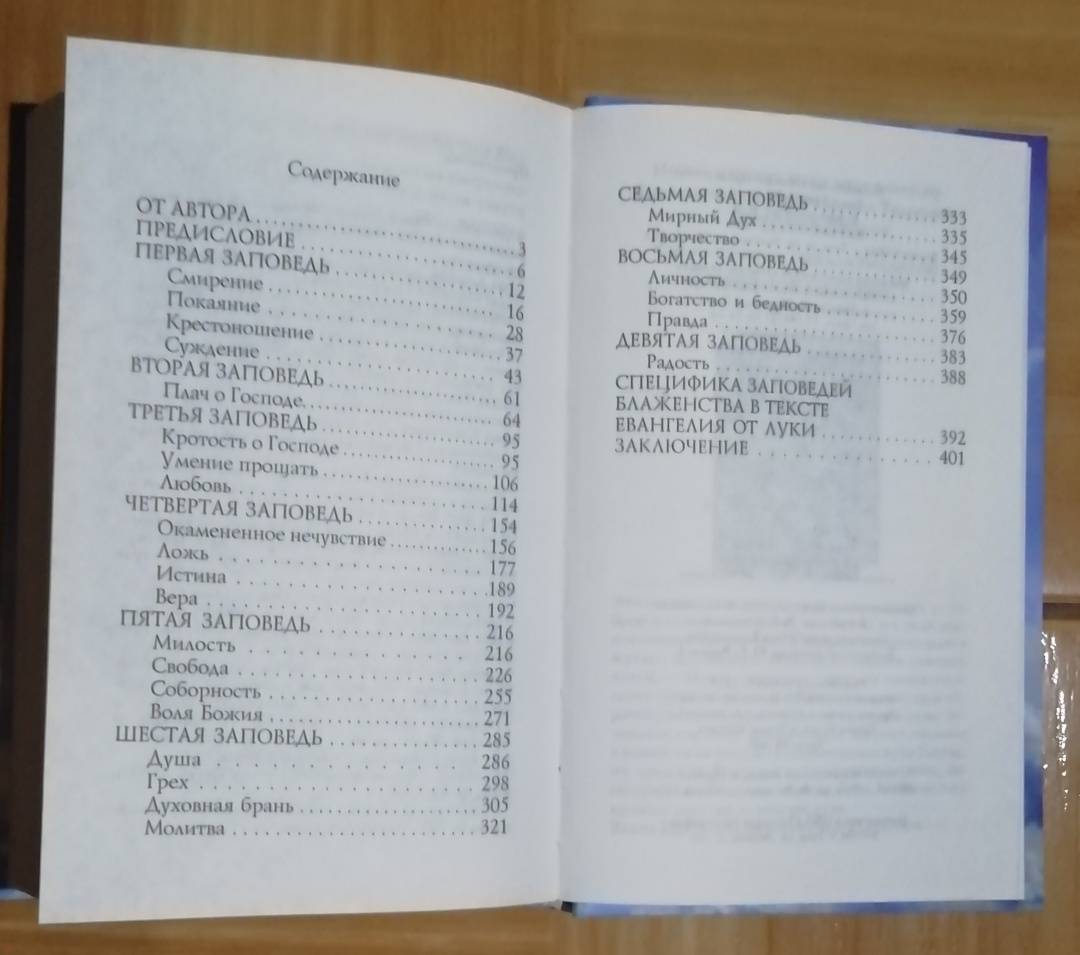 Содержание
ОТ АВТОРА 3
ПРЕДИСЛОВИЕ 6
ПЕРВАЯ ЗАПОВЕДЬ 12
Смирение 16
Покаяние 28
Крестоношение 37
Суждение 43
ВТОРАЯ ЗАПОВЕДЬ 61
Плач о Господе 64
ТРЕТЬЯ ЗАПОВЕДЬ 95
Кротость о Господе 95
Умение прощать 106
Любовь 114
ЧЕТВЕРТАЯ ЗАПОВЕДЬ 154
Окамененное нечувствие 156
Ложь 177
Истина 189
Вера 192
ПЯТАЯ ЗАПОВЕДЬ 216
Милость 216
Свобода 226
Соборность 255
Воля Божия 271
ШЕСТАЯ ЗАПОВЕДЬ 285
Душа 286
Грех 298
Духовная брань 305
Молитва 321
СЕДЬМАЯ ЗАПОВЕДЬ 333
Мирный Дух 335
Творчество 345
ВОСЬМАЯ ЗАПОВЕДЬ 349
Личность 350
Богатство и бедность 359
Правда 376
ДЕВЯТАЯ ЗАПОВЕДЬ 383
Радость 388
СПЕЦИФИКА ЗАПОВЕДЕЙ
БЛАЖЕНСТВА В ТЕКСТЕ
ЕВАНГЕЛИЯ ОТ ЛУКИ 392
ЗАКЛЮЧЕНИЕ 401